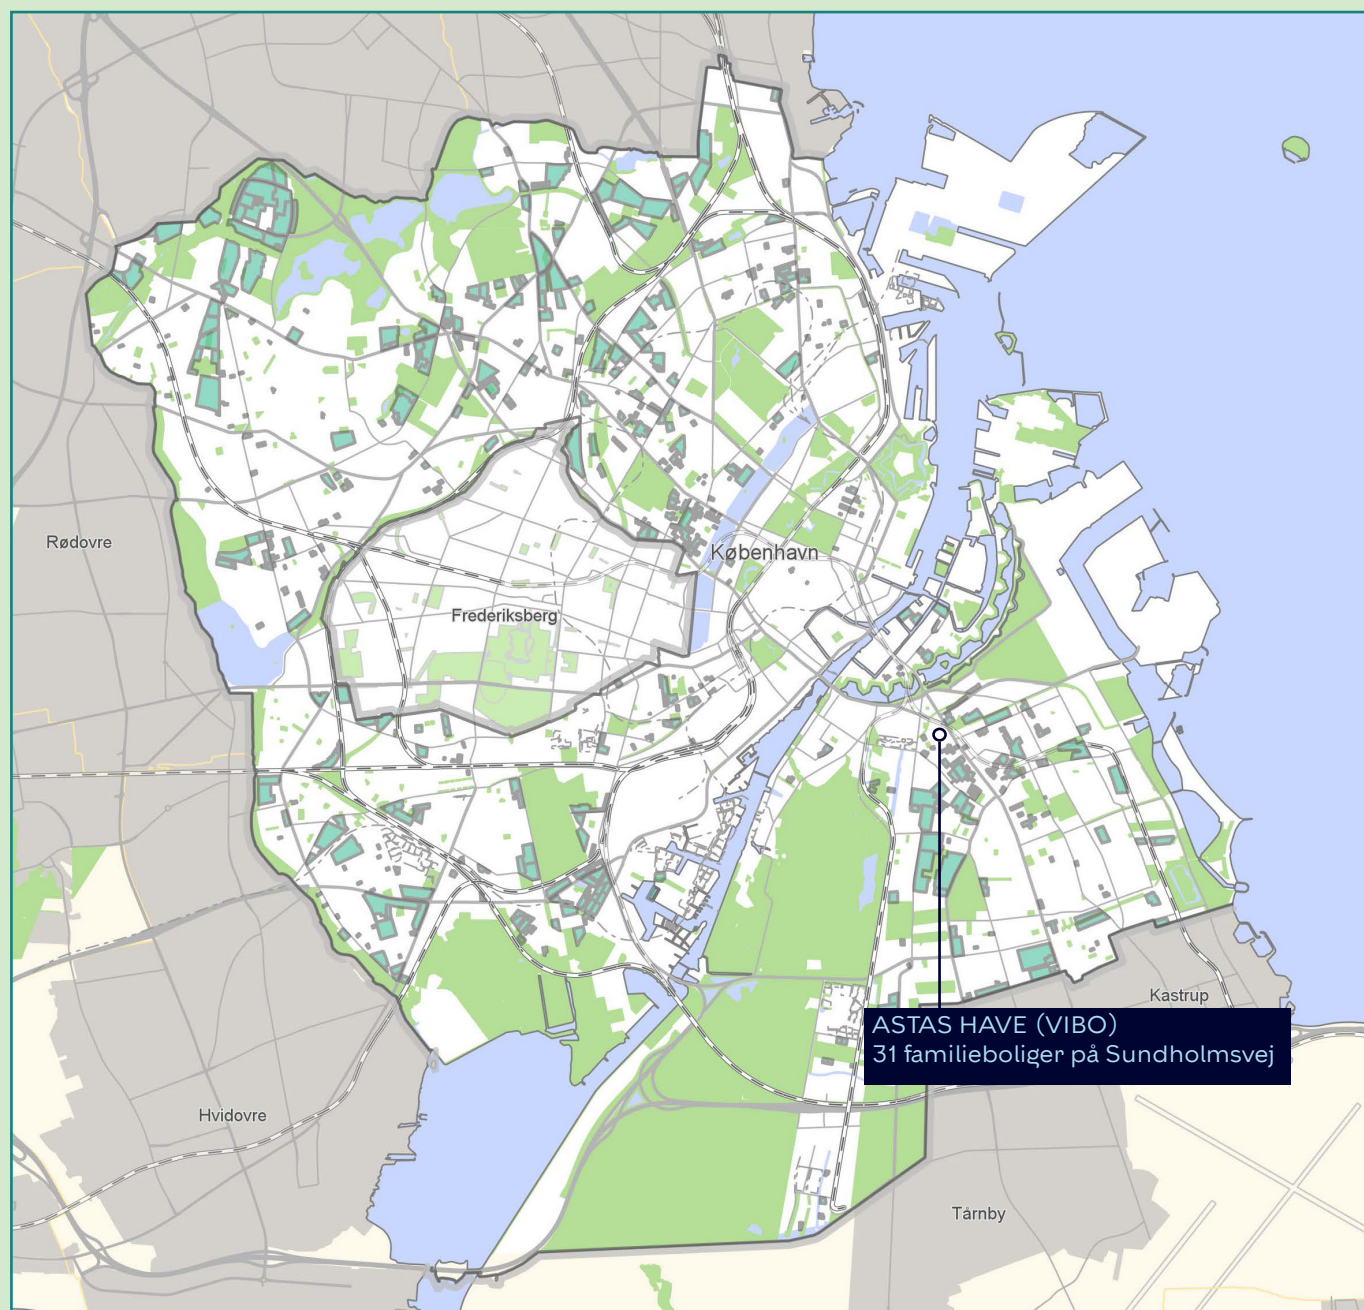 Rødovre
København
Frederiksberg
Kastrup
ASTAS HAVE (VIBO)
31 familieboliger på Sundholmsvej
Hvidovre
Tårnby